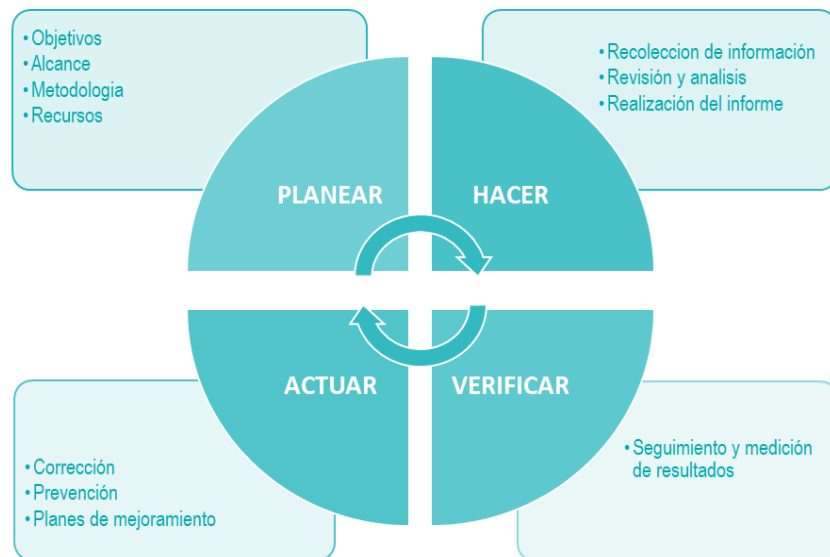 • Objetivos
• Alcance
• Metodologia
• Recursos
• Recoleccion de información
• Revisión y analisis
• Realización del informe
PLANEAR
HACER
ACTUAR
VERIFICAR
• Corrección
• Prevención
• Planes de mejoramiento
• Seguimiento y medición
de resultados